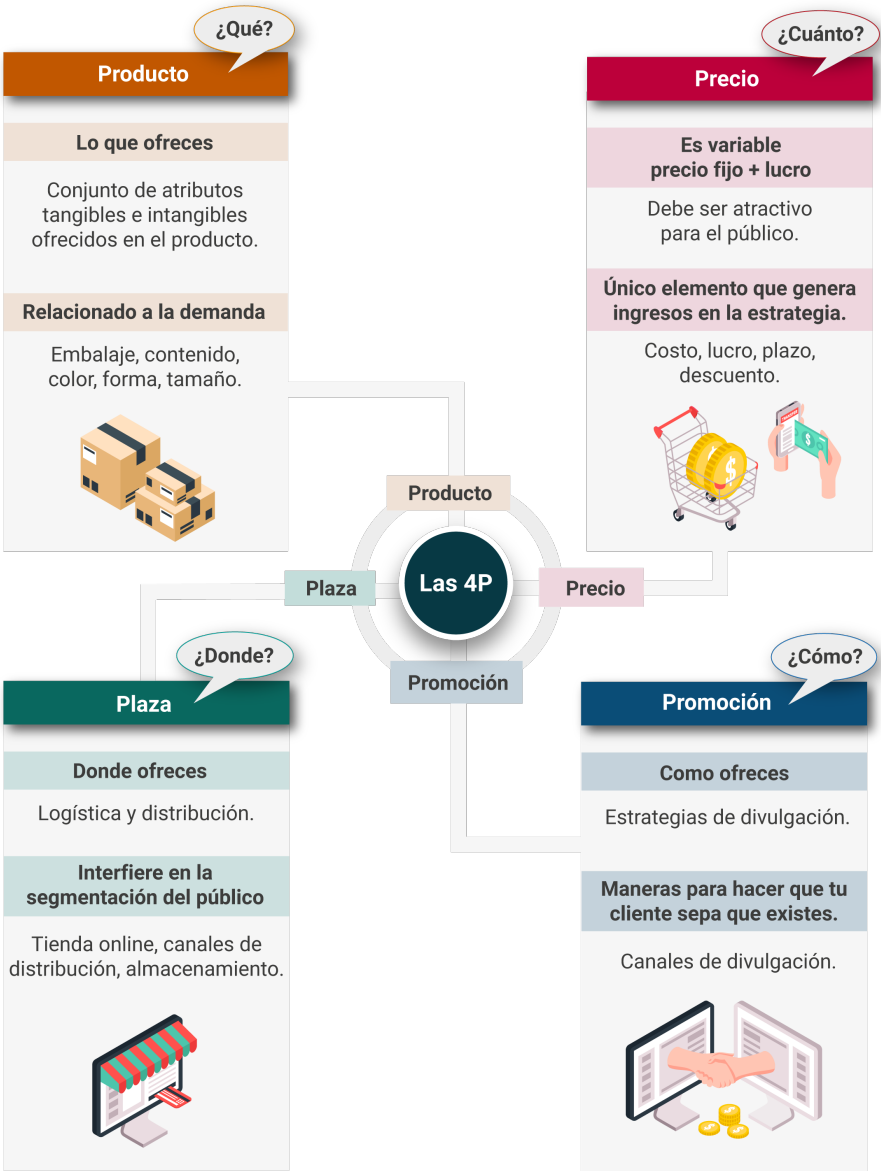 ¿Qué?
Producto
Lo que ofreces
Conjunto de atributos
tangibles e intangibles
ofrecidos en el producto.
Relacionado a la demanda
Embalaje, contenido,
color, forma, tamaño.
¿Cuánto?
Precio
Es variable
precio fijo + lucro
Debe ser atractivo
para el público.
Único elemento que genera
ingresos en la estrategia.
Costo, lucro, plazo,
descuento.
Producto
Plaza
Las 4P
Precio
Promoción
¿Donde?
Plaza
Donde ofreces
Logística y distribución.
Interfiere en la
segmentación del público
Tienda online, canales de
distribución, almacenamiento.
¿Cómo?
Promoción
Como ofreces
Estrategias de divulgación.
Maneras para hacer que tu
cliente sepa que existes.
Canales de divulgación.